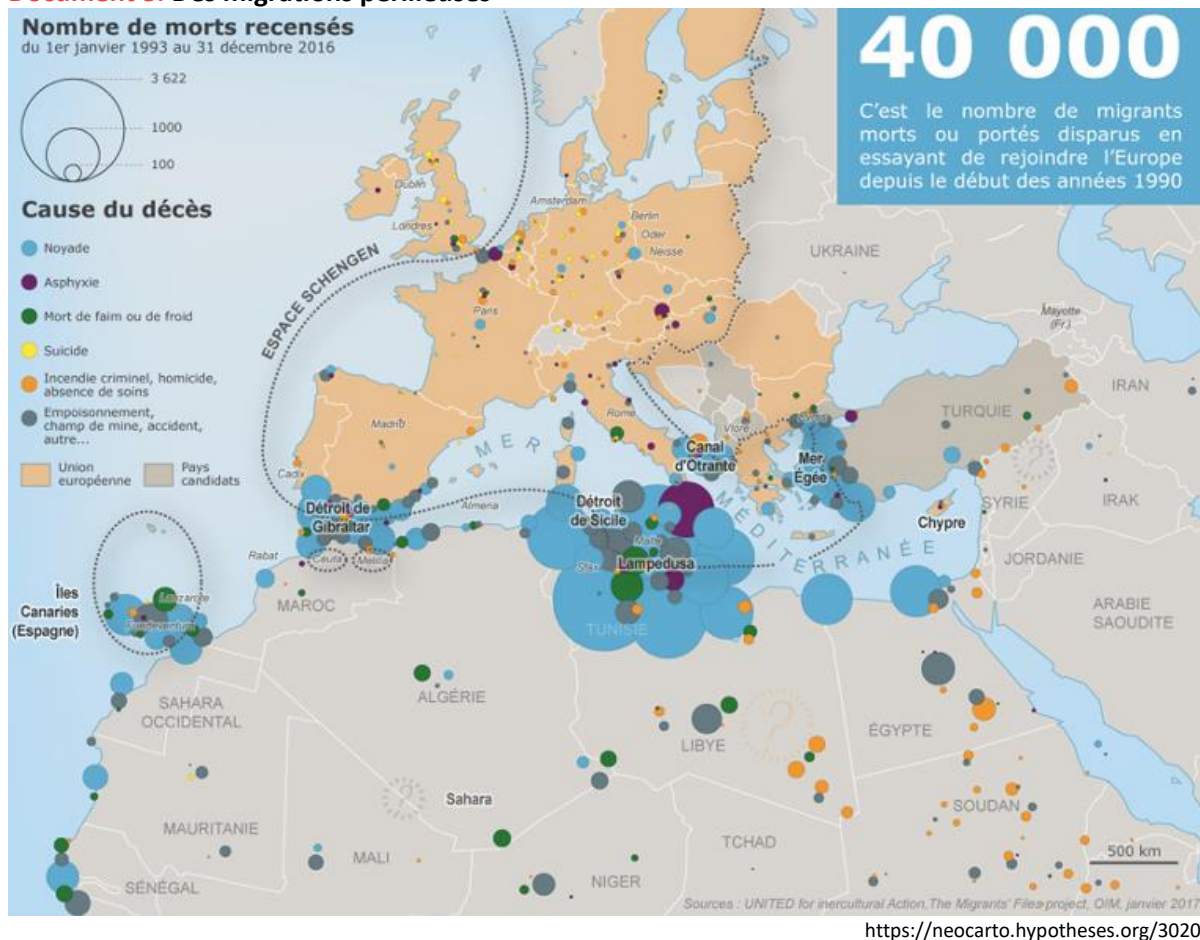 Document 3: Des migrations périlleuses
Nombre de morts recensés
du 1er janvier 1993 au 31 décembre 2016
3 622
1000
100
40 000
C'est le nombre de migrants
morts ou portés disparus en
essayant de rejoindre l'Europe
depuis le début des années 1990
Cause du décès
Noyade
Asphyxie
Mort de faim ou de froid
Suicide
Incendie criminel, homicide,
absence de soins
Empoisonnement,
champ de mine, accident,
autre...
Union
européenne
Pays
candidats
ESPACE SCHENGEN
Dublin
Londres
Amsterdam
Berlin
Oder
Neisse
Paris
UKRAINE
Mayotte
(Fr.)
IRAN
TURQUIE
Madrid
Rome
Vlorë
MER
MÉDITERRANÉE
Canal
d'Otrante
Mer
Égée
Cadix
Détroit de
Gibraltar
Almeria
Détroit
de Sicile
Chypre
SYRIE
IRAK
Malte
Rabat
Ceuta
Melilla
Sfax
Lampedusa
JORDANIE
Îles
Canaries
(Espagne)
Lanzarote
Fuerteventura
MAROC
TUNISIE
ARABIE
SAOUDITE
SAHARA
OCCIDENTAL
ALGÉRIE
LIBYE
ÉGYPTE
?
?
?
Sahara
MAURITANIE
MALI
TCHAD
SOUDAN
500 km
SÉNÉGAL
NIGER
Sources : UNITED for inercultural Action, The Migrants' Files project, OIM, janvier 2017
https://neocarto.hypotheses.org/3020